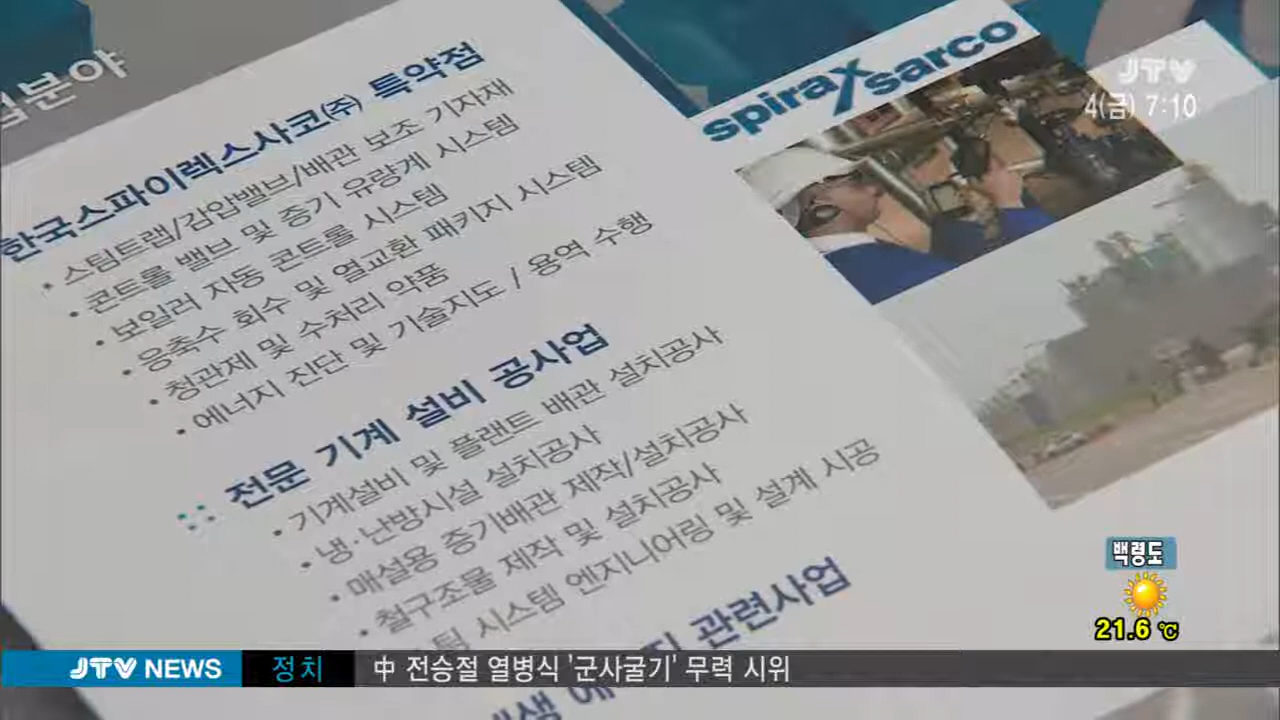 업분야
한국스파이렉스사코㈜ 특약점
• 스팀트랩/감압밸브/배관 보조 기자재
• 콘트롤 밸브 및 증기 유량계 시스템
• 보일러 자동 콘트롤 시스템
• 응축수 회수 및 열교환 패키지 시스템
• 청관제 및 수처리 약품
• 에너지 진단 및 기술지도 / 용역 수행
전문 기계 설비 공사업
• 기계설비 및 플랜트 배관 설치공사
• 냉·난방시설 설치공사
• 매설용 증기배관 제작/설치공사
• 철구조물 제작 및 설치공사
스팀 시스템 엔지니어링 및 설계 시공
관련사업
spirax sarco
JTV
4(금) 7:10
백령도
21.6 ℃
JTV NEWS 정치 中 전승절 열병식 '군사굴기' 무력 시위